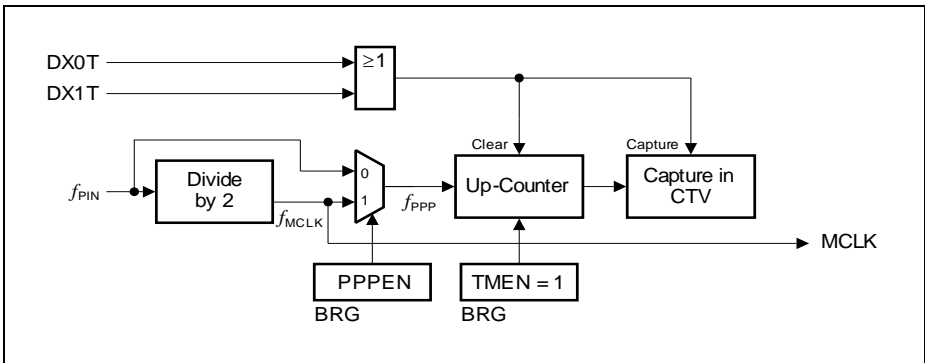 DX0T
DX1T
≥1
Clear
Capture
fPIN
Divide
by 2
fMCLK
0
1
fPPP
Up-Counter
Capture in
CTV
MCLK
PPPEN
TMEN = 1
BRG
BRG